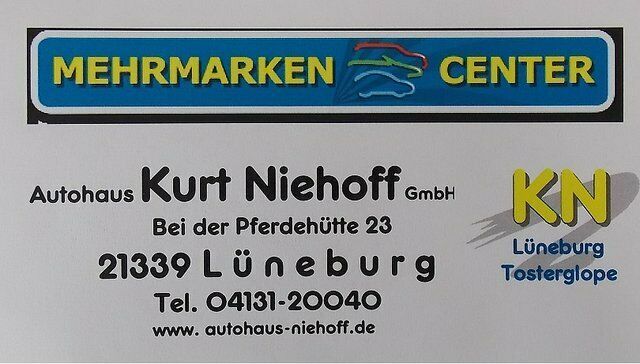 MEHRMARKEN CENTER
Autohaus Kurt Niehoff GmbH
Bei der Pferdehütte 23
21339 Lüneburg
Tel. 04131-20040
www. autohaus-niehoff.de
KN
Lüneburg
Tosterglope